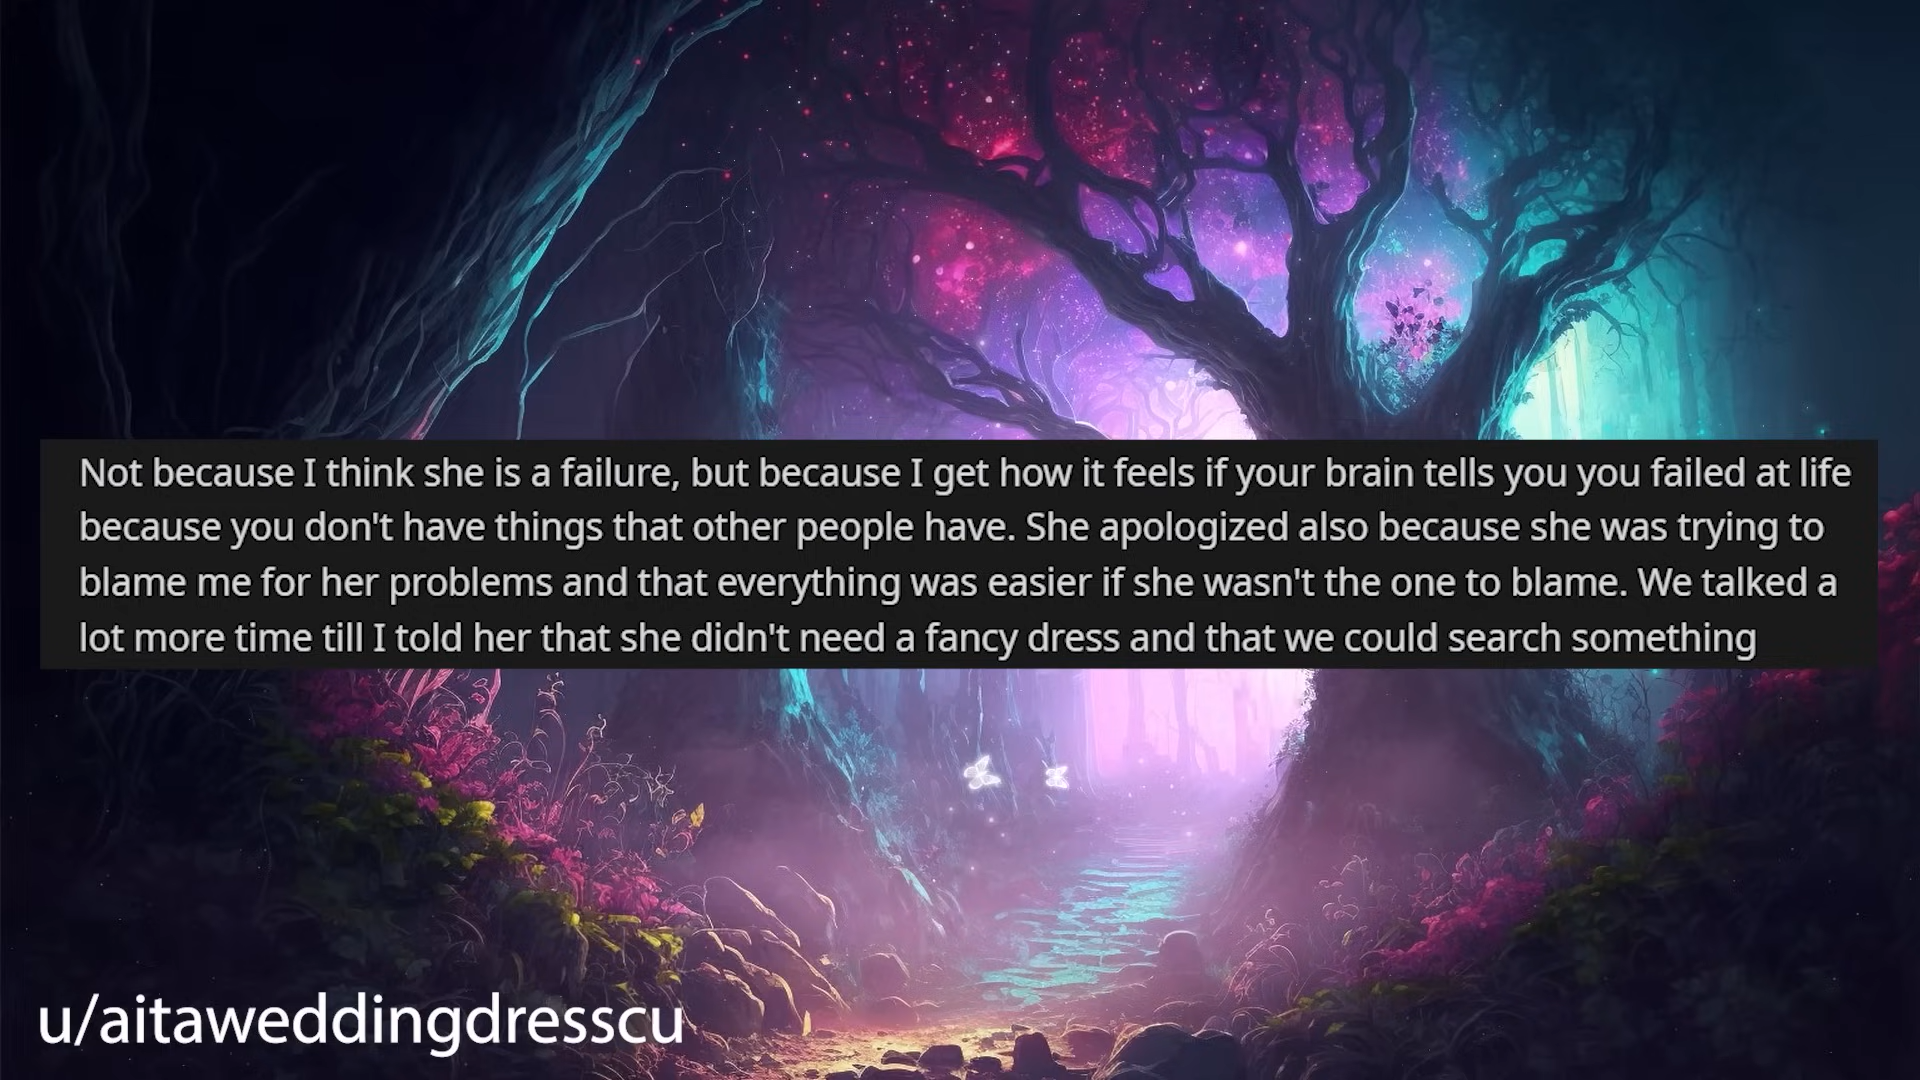 Not because I think she is a failure, but because I get how it feels if your brain tells you you failed at life
because you don't have things that other people have. She apologized also because she was trying to
blame me for her problems and that everything was easier if she wasn't the one to blame. We talked a
lot more time till I told her that she didn't need a fancy dress and that we could search something
u/aitaweddingdresscu